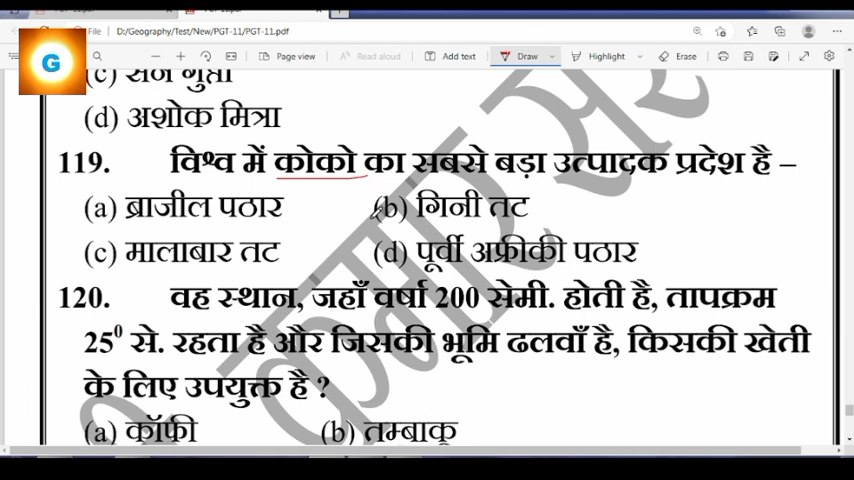 D:/Geography/Test/New/PGT-11/PGT-11.pdf
G
Page view
Read aloud
Add text
Draw
Highlight
Erase
(c) सेन गुप्ता
(d) अशोक मित्रा
119. विश्व में कोको का सबसे बड़ा उत्पादक प्रदेश है –
(a) ब्राजील पठार (b) गिनी तट
(c) मालाबार तट (d) पूर्वी अफ्रीकी पठार
120. वह स्थान, जहाँ वर्षा 200 सेमी. होती है, तापक्रम
25⁰ से. रहता है और जिसकी भूमि ढलवाँ है, किसकी खेती
के लिए उपयुक्त है ?
(a) कॉफी (b) तम्बाकू